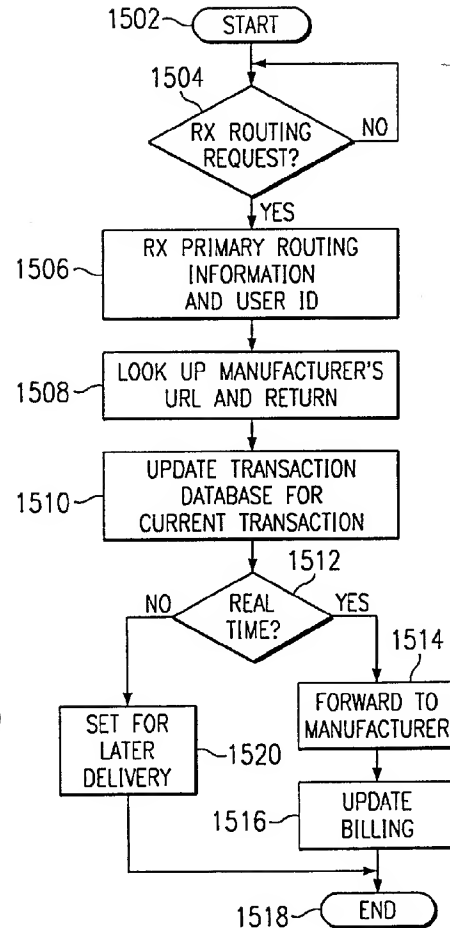 1502
START
1504
RX ROUTING
REQUEST?
NO
YES
1506
RX PRIMARY ROUTING
INFORMATION
AND USER ID
1508
LOOK UP MANUFACTURER'S
URL AND RETURN
1510
UPDATE TRANSACTION
DATABASE FOR
CURRENT TRANSACTION
1512
NO
REAL
TIME?
YES
1514
FORWARD TO
MANUFACTURER
SET FOR
LATER
DELIVERY
1520
1516
UPDATE
BILLING
1518
END